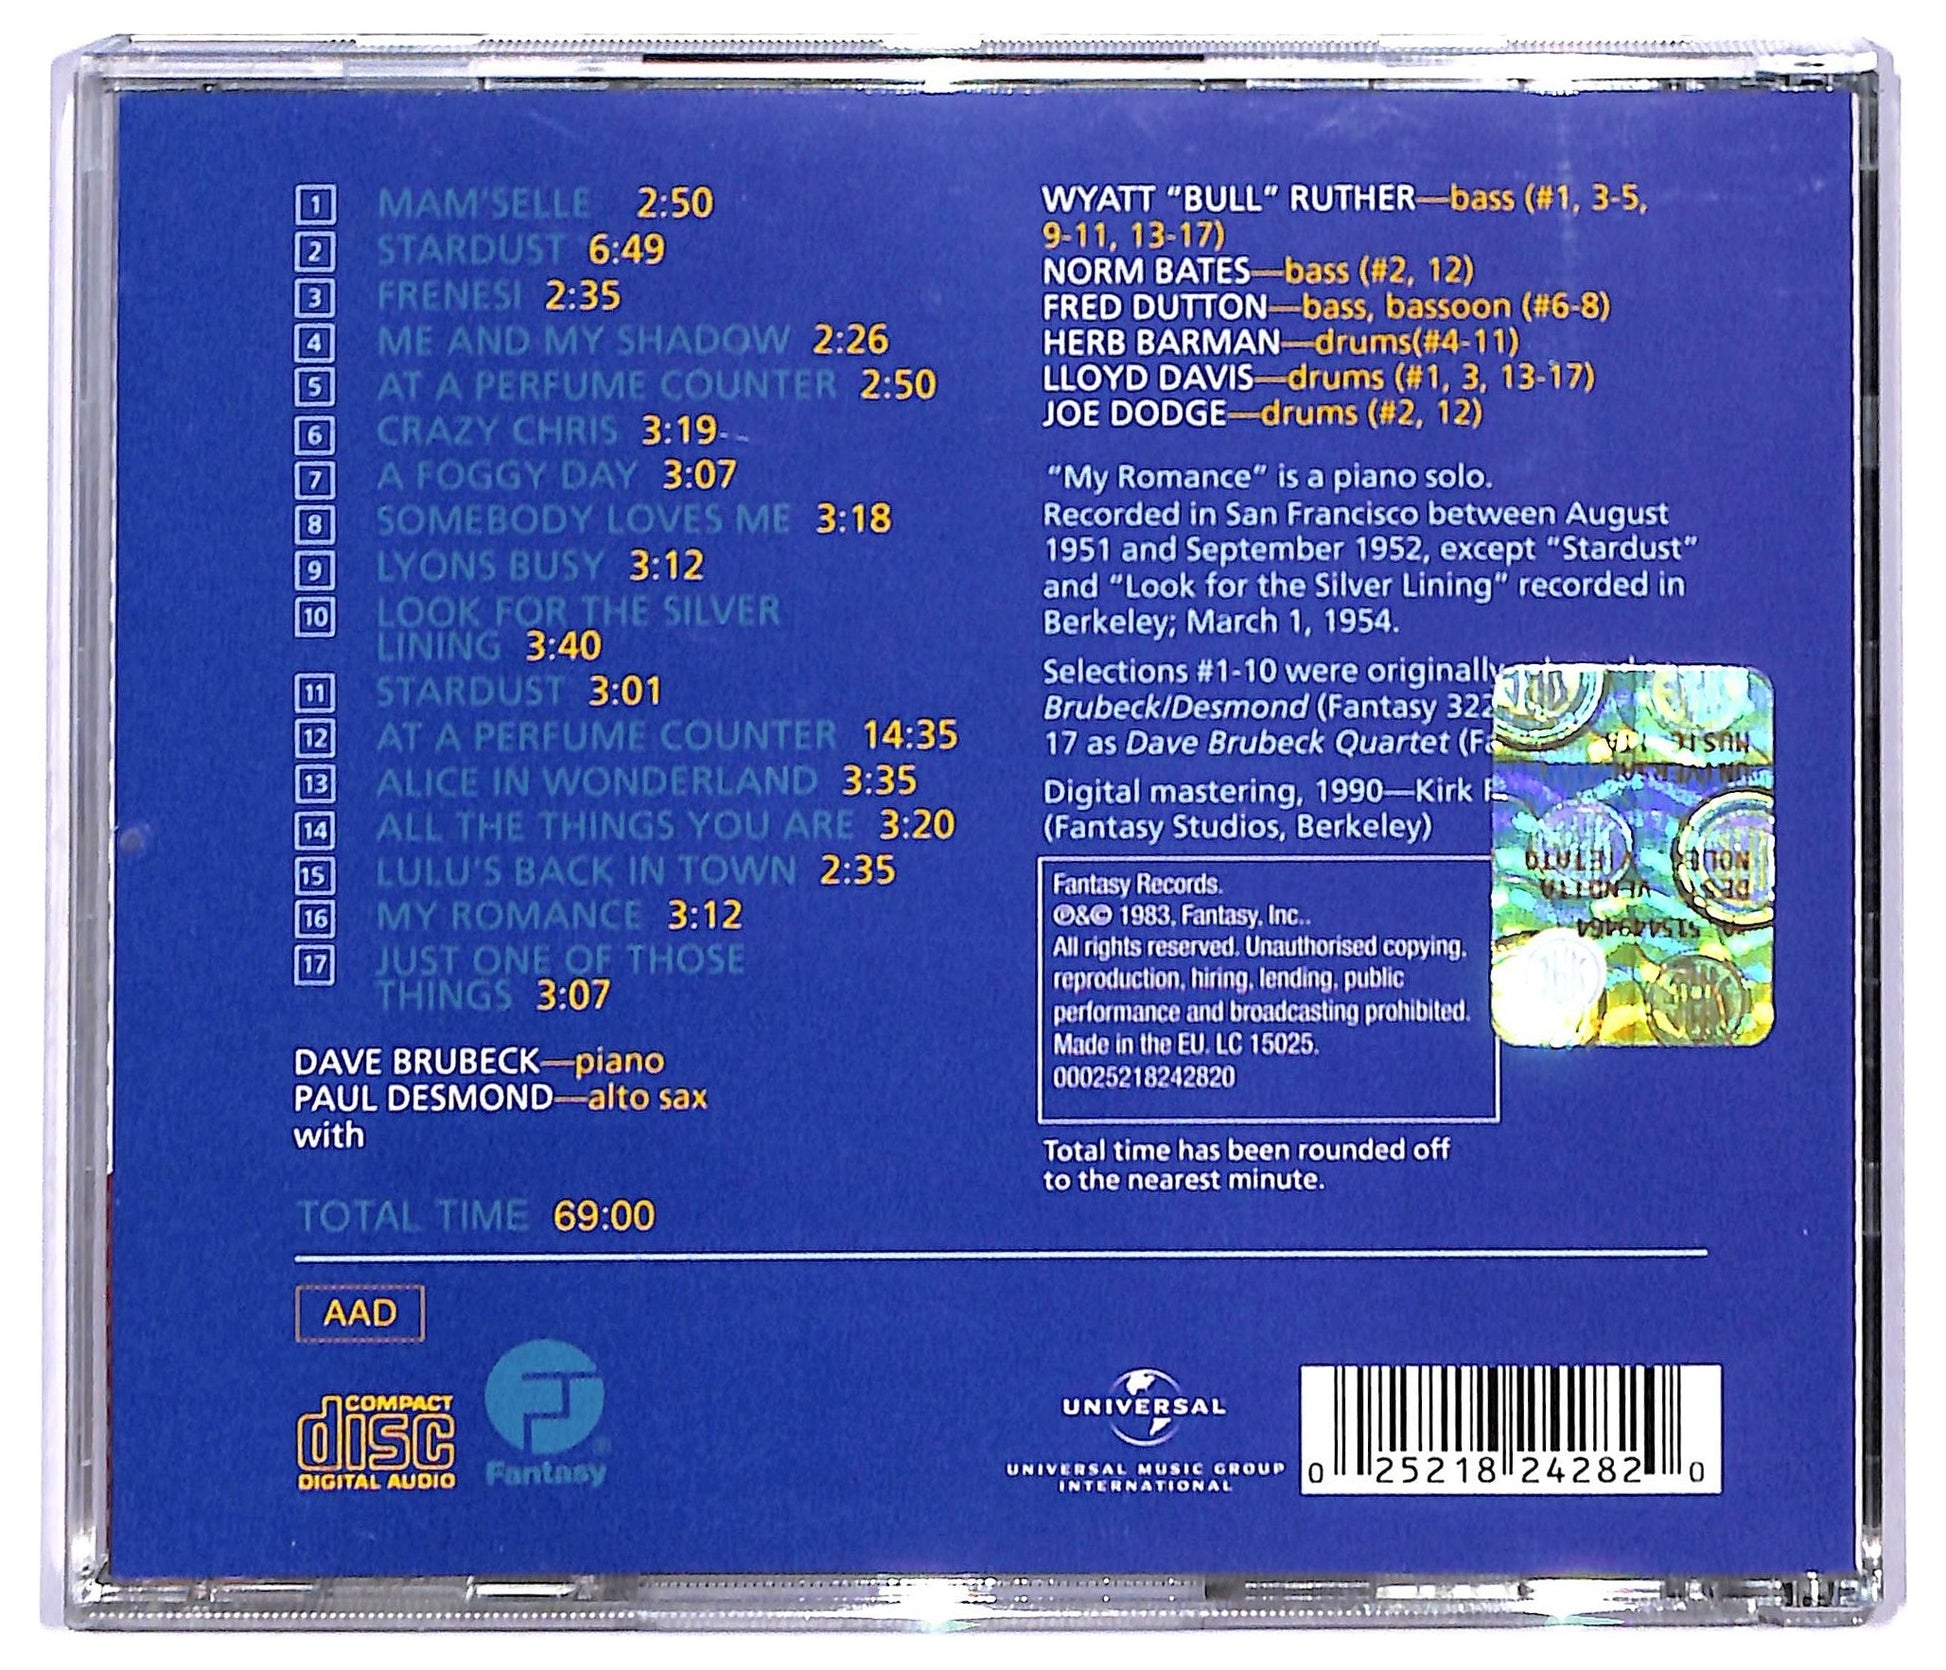 1 MAM'SELLE 2:50
2 STARDUST 6:49
3 FRENESI 2:35
4 ME AND MY SHADOW 2:26
5 AT A PERFUME COUNTER 2:50
6 CRAZY CHRIS 3:19
7 A FOGGY DAY 3:07
8 SOMEBODY LOVES ME 3:18
9 LYONS BUSY 3:12
10 LOOK FOR THE SILVER
LINING 3:40
11 STARDUST 3:01
12 AT A PERFUME COUNTER 14:35
13 ALICE IN WONDERLAND 3:35
14 ALL THE THINGS YOU ARE 3:20
15 LULU'S BACK IN TOWN 2:35
16 MY ROMANCE 3:12
17 JUST ONE OF THOSE
THINGS 3:07
DAVE BRUBECK—piano
PAUL DESMOND—alto sax
with
TOTAL TIME 69:00
WYATT "BULL" RUTHER—bass (#1, 3-5,
9-11, 13-17)
NORM BATES—bass (#2, 12)
FRED DUTTON—bass, bassoon (#6-8)
HERB BARMAN—drums(#4-11)
LLOYD DAVIS—drums (#1, 3, 13-17)
JOE DODGE—drums (#2, 12)
"My Romance" is a piano solo.
Recorded in San Francisco between August
1951 and September 1952, except "Stardust"
and "Look for the Silver Lining" recorded in
Berkeley; March 1, 1954.
Selections #1-10 were originally
Brubeck/Desmond (Fantasy 322
17 as Dave Brubeck Quartet
Digital mastering, 1990—Kirk
(Fantasy Studios, Berkeley)
Fantasy Records.
℗&© 1983, Fantasy, Inc..
All rights reserved. Unauthorised copying,
reproduction, hiring, lending, public
performance and broadcasting prohibited.
Made in the EU. LC 15025.
00025218242820
Total time has been rounded off
to the nearest minute.
MUSIC
VIETATA
VENDITA
AAD
COMPACT
disc
DIGITAL AUDIO
Fantasy
UNIVERSAL
UNIVERSAL MUSIC GROUP
INTERNATIONAL
0 25218 24282 0